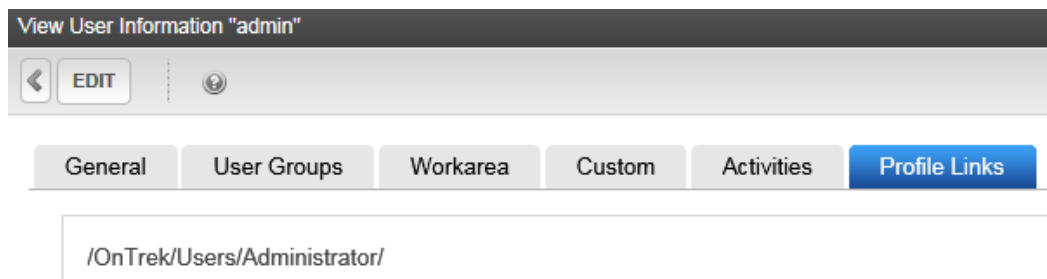 View User Information "admin"
EDIT
General User Groups Workarea Custom Activities Profile Links
/OnTrek/Users/Administrator/